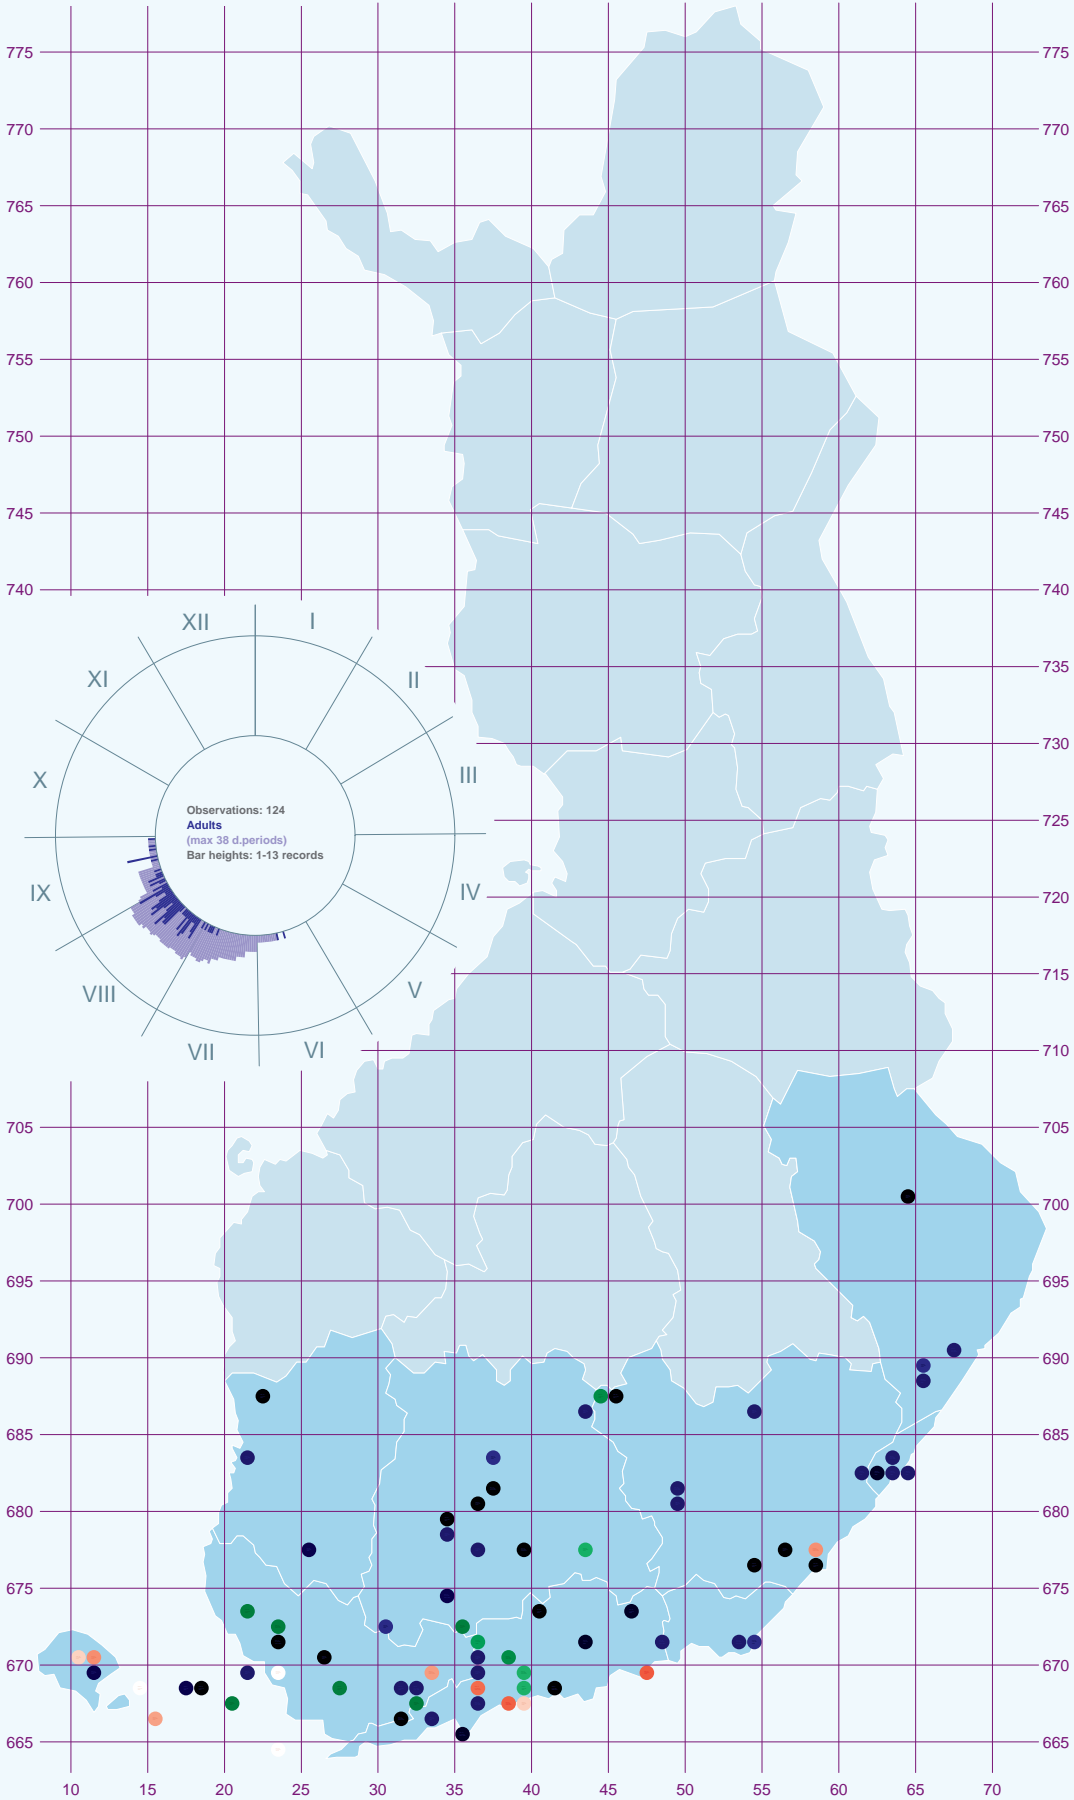 775 775
770 770
765 765
760 760
755 755
750 750
745 745
740 740
XII I
735
XI II
730
X III
Observations: 124
Adults
725
(max 38 d.periods)
Bar heights: 1-13 records
IX IV
720
715
VIII V
VII VI
710
705 705
700 700
695 695
690 690
685 685
680 680
675 675
670 670
665 665
10 15 20 25 30 35 40 45 50 55 60 65 70